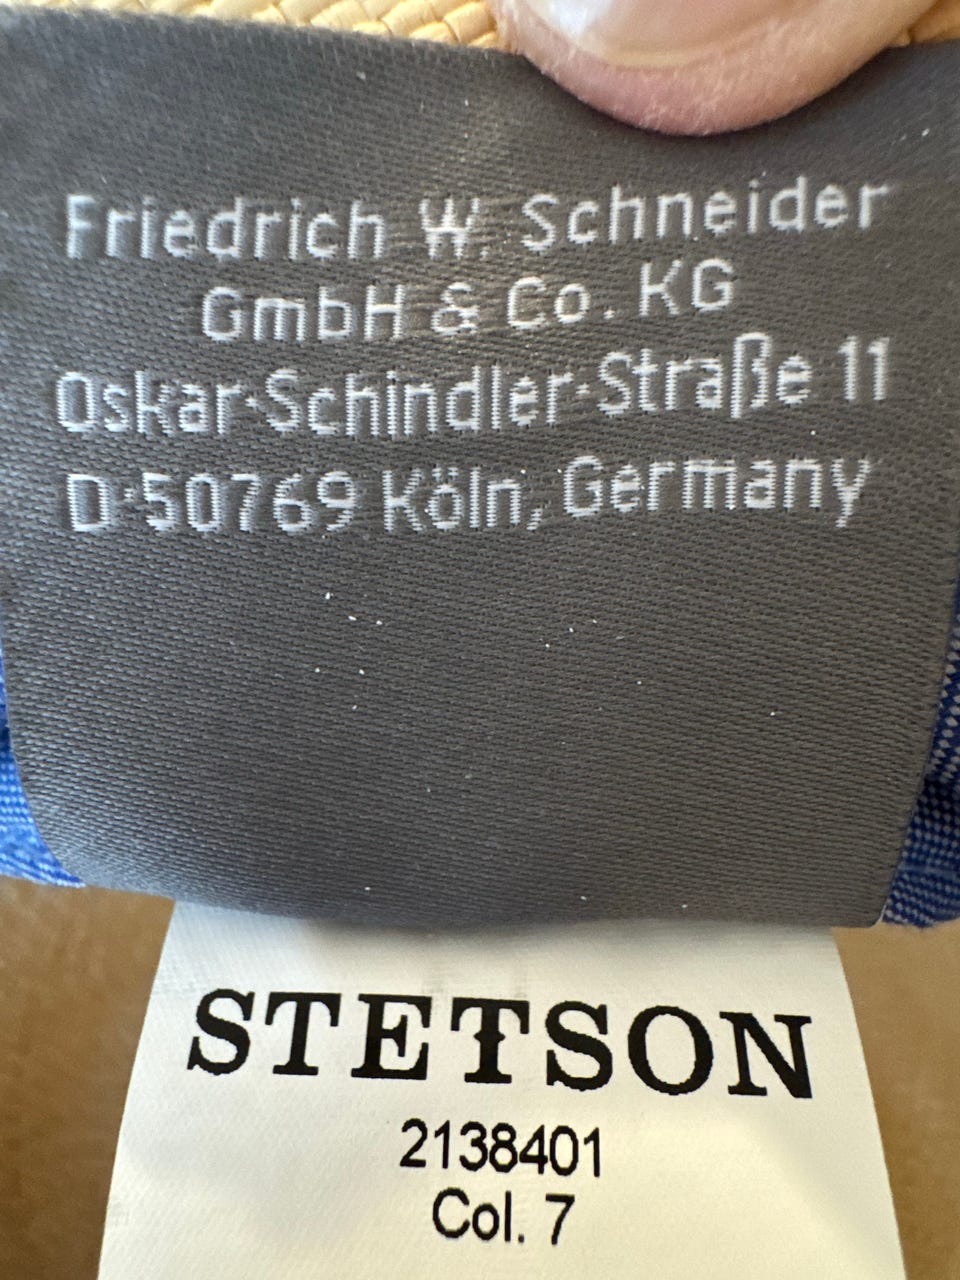 Friedrich W. Schneider
GmbH & Co. KG
Oskar-Schindler-Straße 11
D-50769 Köln, Germany
STETSON
2138401
Col. 7